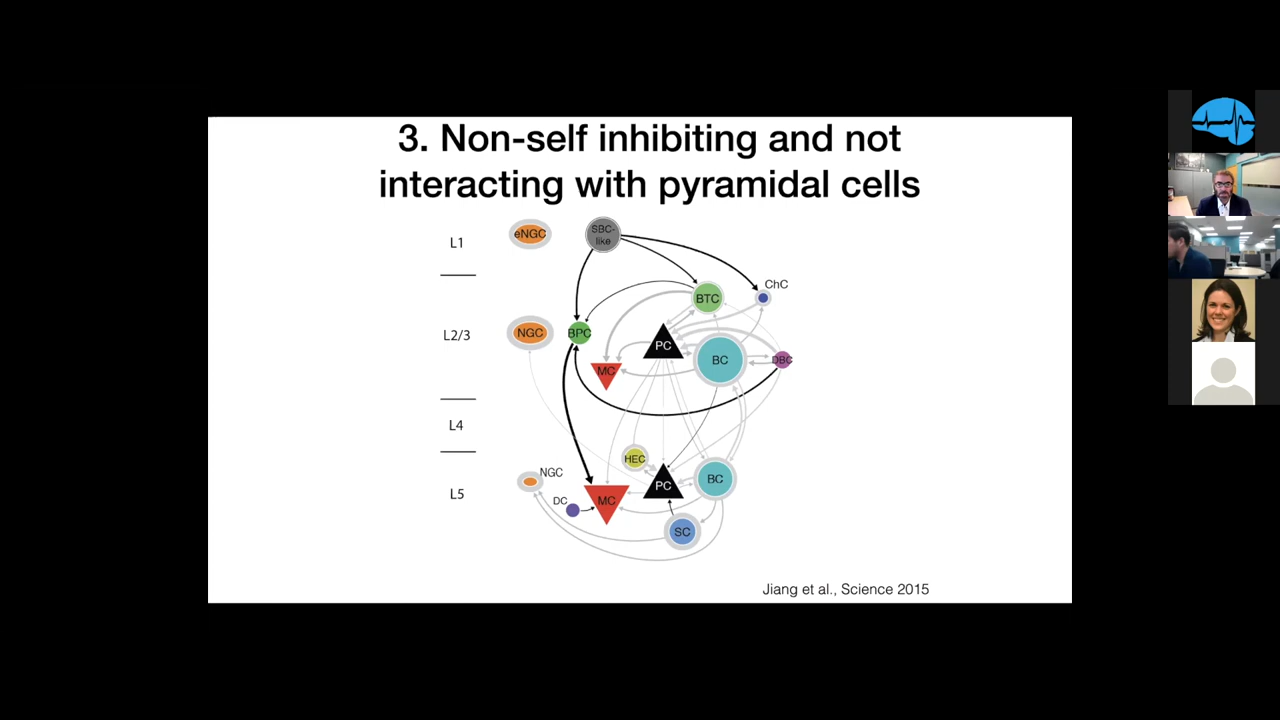 3. Non-self inhibiting and not
interacting with pyramidal cells
L1
eNGC
SBC-
like
ChC
BTC
L2/3
NGC
BPC
PC
BC
DBC
MC
L4
HEC
NGC
L5
PC
BC
DC
MC
SC
Jiang et al., Science 2015